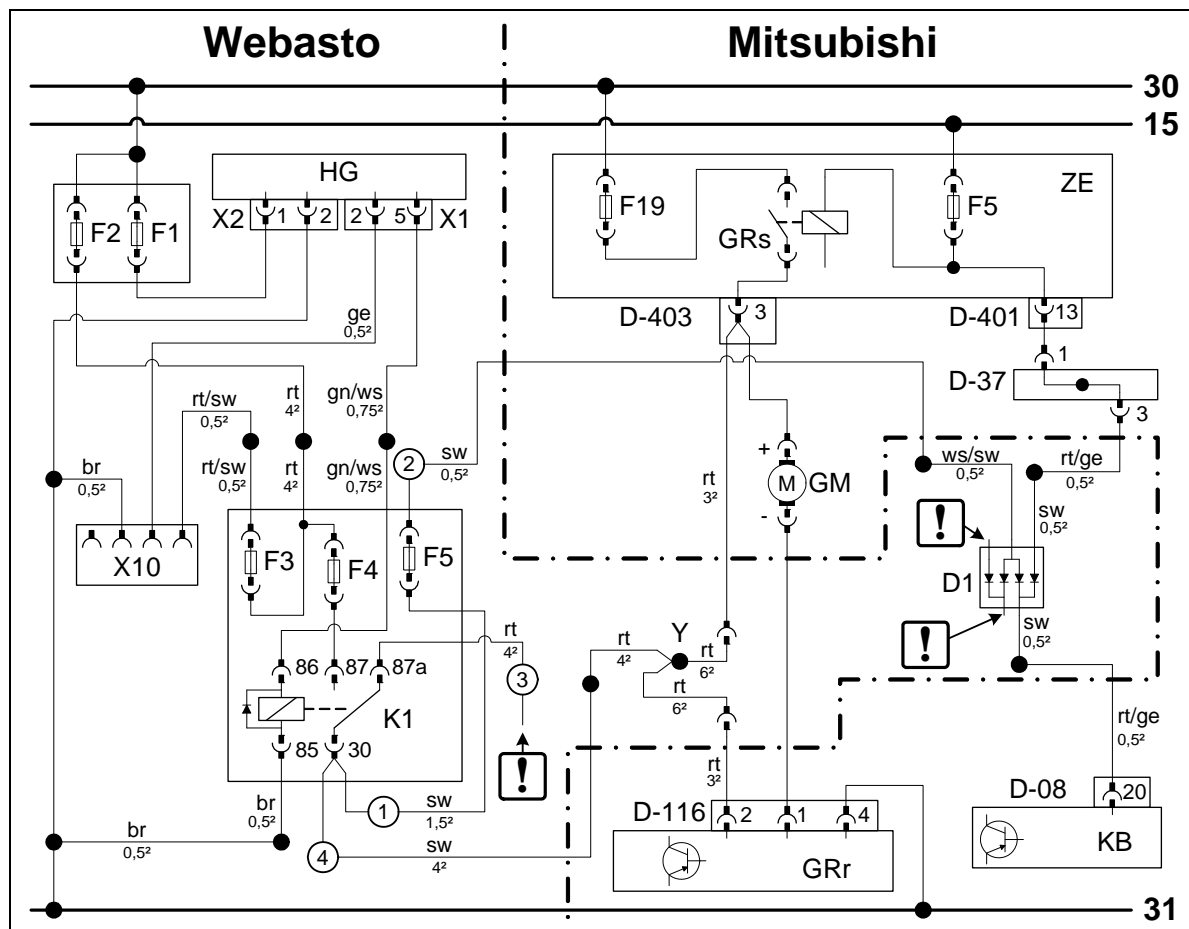 Webasto
Mitsubishi
30
15
HG
ZE
F2
F1
X2
1
2
2
5
X1
F19
GRs
F5
ge
0,5²
D-403
3
D-401
13
1
D-37
3
rt/sw
0,5²
rt
4²
gn/ws
0,75²
br
0,5²
rt/sw
0,5²
rt
4²
gn/ws
0,75²
2
sw
0,5²
rt
3²
+
M
GM
-
ws/sw
0,5²
rt/ge
0,5²
sw
0,5²
!
X10
F3
F4
F5
D1
!
sw
0,5²
86
87
87a
rt
4²
3
rt
4²
Y
rt
6²
rt
6²
K1
85
30
!
rt/ge
0,5²
br
0,5²
1
sw
1,5²
rt
3²
br
0,5²
4
sw
4²
D-116
2
1
4
GRr
D-08
20
KB
31